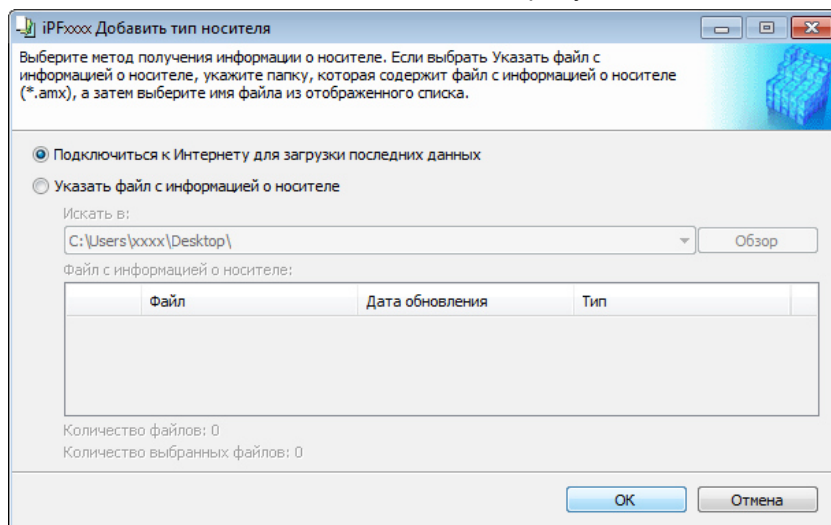 iPFxxxx Добавить тип носителя
Выберите метод получения информации о носителе. Если выбрать Указать файл с
информацией о носителе, укажите папку, которая содержит файл с информацией о носителе
(*.amx), а затем выберите имя файла из отображенного списка.
Подключиться к Интернету для загрузки последних данных
Указать файл с информацией о носителе
Искать в:
C:\Users\xxxx\Desktop\ Обзор
Файл с информацией о носителе:
Файл Дата обновления Тип
Количество файлов: 0
Количество выбранных файлов: 0
OK Отмена